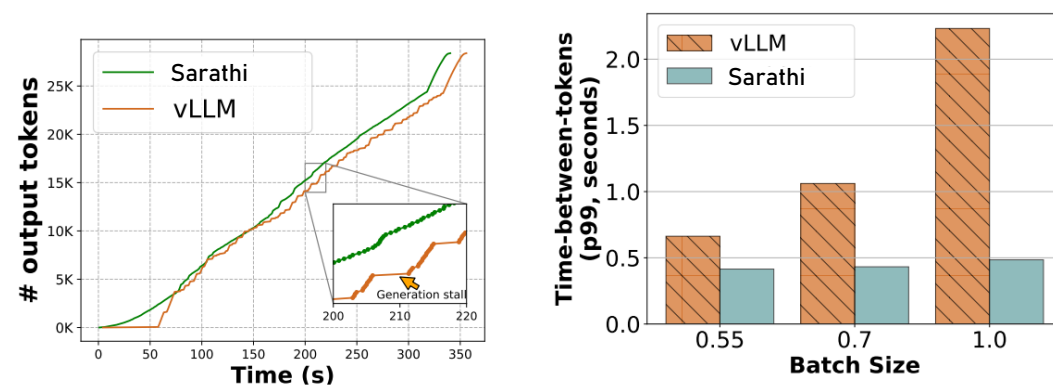 # output tokens
25K
20K
15K
10K
5K
0K
Sarathi
vLLM
Generation stall
200
210
220
0
50
100
150
200
250
300
350
Time (s)
Time-between-tokens
(p99, seconds)
2.0
1.5
1.0
0.5
0.0
vLLM
Sarathi
0.55
0.7
1.0
Batch Size